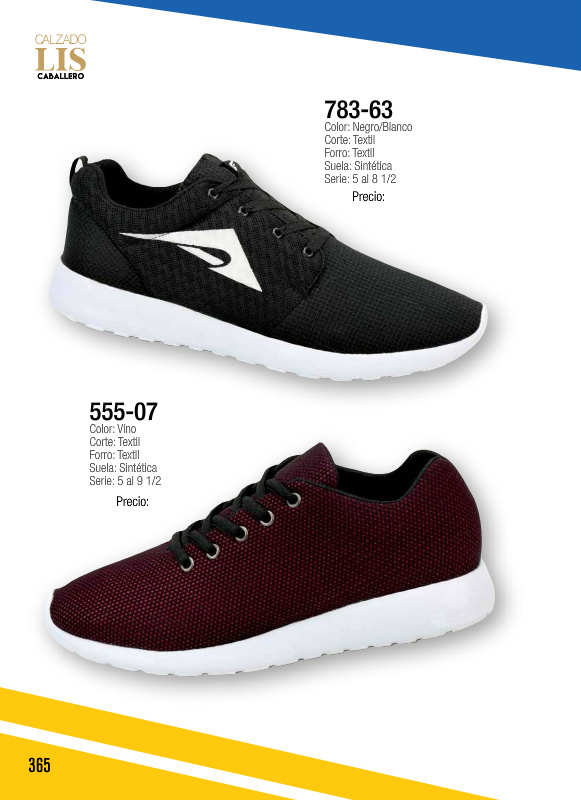 CALZADO
LIS
CABALLERO
783-63
Color: Negro/Blanco
Corte: Textil
Forro: Textil
Suela: Sintética
Serie: 5 al 8 1/2
Precio:
555-07
Color: Vino
Corte: Textil
Forro: Textil
Suela: Sintética
Serie: 5 al 9 1/2
Precio:
365